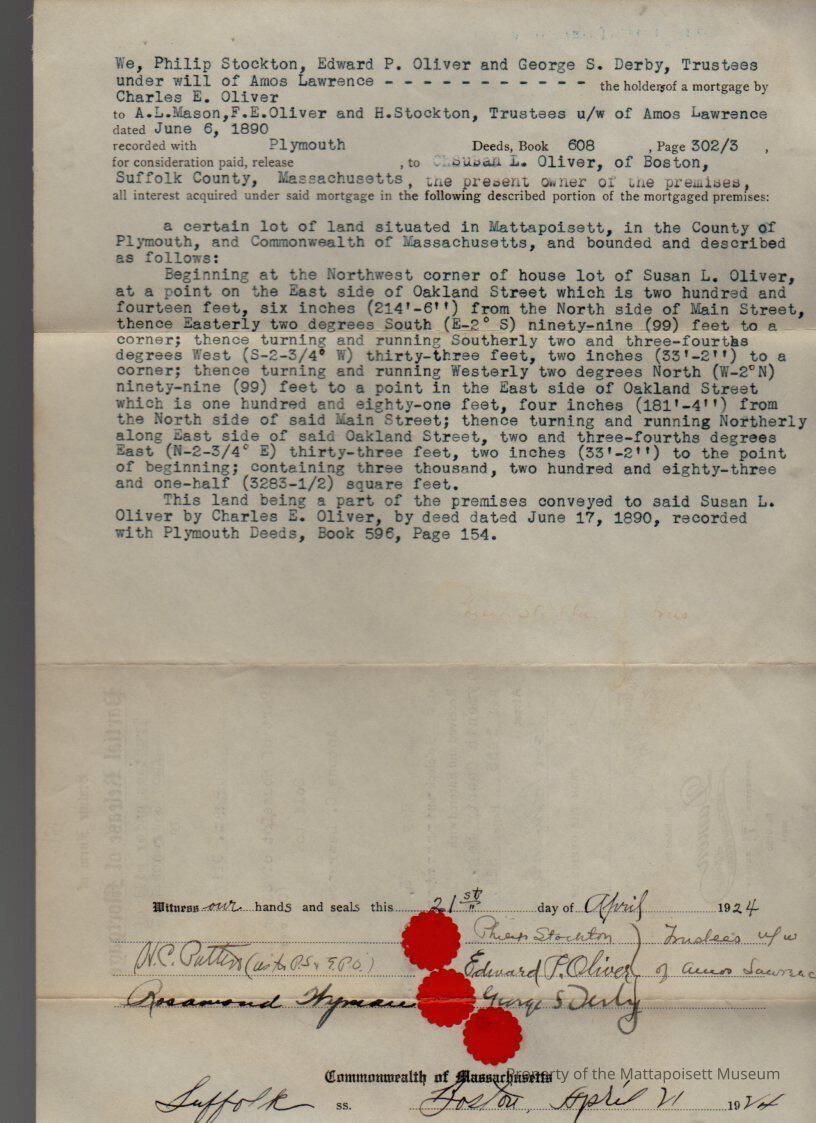 We, Philip Stockton, Edward P. Oliver and George S. Derby, Trustees
under will of Amos Lawrence - - - - - - - - - - - the holders of a mortgage by
Charles E. Oliver
to A.L.Mason,F.E.Oliver and H.Stockton, Trustees u/w of Amos Lawrence
dated June 6, 1890
recorded with Plymouth Deeds, Book 608 , Page 302/3 ,
for consideration paid, release , to Susan L. Oliver, of Boston,
Suffolk County, Massachusetts, the present owner of the premises,
all interest acquired under said mortgage in the following described portion of the mortgaged premises:
a certain lot of land situated in Mattapoisett, in the County of
Plymouth, and Commonwealth of Massachusetts, and bounded and described
as follows:
Beginning at the Northwest corner of house lot of Susan L. Oliver,
at a point on the East side of Oakland Street which is two hundred and
fourteen feet, six inches (214'-6'') from the North side of Main Street,
thence Easterly two degrees South (E-2° S) ninety-nine (99) feet to a
corner; thence turning and running Southerly two and three-fourths
degrees West (S-2-3/4° W) thirty-three feet, two inches (33'-2'') to a
corner; thence turning and running Westerly two degrees North (W-2°N)
ninety-nine (99) feet to a point in the East side of Oakland Street
which is one hundred and eighty-one feet, four inches (181'-4'') from
the North side of said Main Street; thence turning and running Northerly
along East side of said Oakland Street, two and three-fourths degrees
East (N-2-3/4° E) thirty-three feet, two inches (33'-2'') to the point
of beginning; containing three thousand, two hundred and eighty-three
and one-half (3283-1/2) square feet.
This land being a part of the premises conveyed to said Susan L.
Oliver by Charles E. Oliver, by deed dated June 17, 1890, recorded
with Plymouth Deeds, Book 596, Page 154.
Witness our hands and seals this 21st day of April 1924
Philip Stockton ) Trustees u/w
N.C. (as to P.S. & E.P.O.) Edward P. Oliver of Amos Lawrence
Rosamond Wyman George S Derby
Commonwealth of Massachusetts
Property of the Mattapoisett Museum
Suffolk ss. Boston, April 21 1924